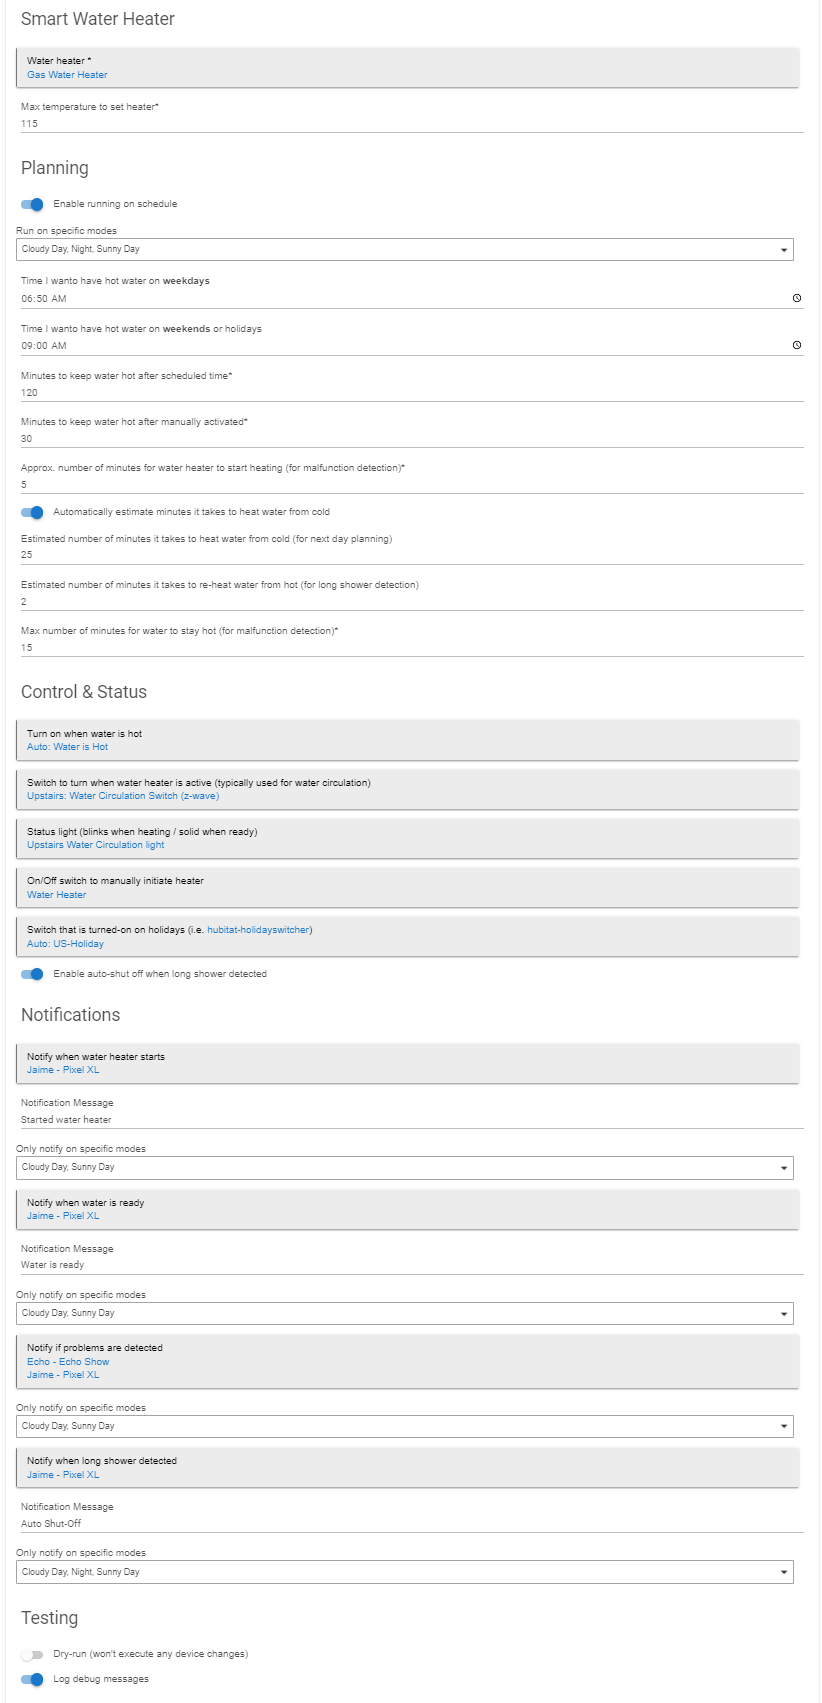 Smart Water Heater
Water heater *
Gas Water Heater
Max temperature to set heater*
115
Planning
Enable running on schedule
Run on specific modes
Cloudy Day, Night, Sunny Day
Time I wanto have hot water on weekdays
06:50 AM
Time I wanto have hot water on weekends or holidays
09:00 AM
Minutes to keep water hot after scheduled time*
120
Minutes to keep water hot after manually activated*
30
Approx. number of minutes for water heater to start heating (for malfunction detection)*
5
Automatically estimate minutes it takes to heat water from cold
Estimated number of minutes it takes to heat water from cold (for next day planning)
25
Estimated number of minutes it takes to re-heat water from hot (for long shower detection)
2
Max number of minutes for water to stay hot (for malfunction detection)*
15
Control & Status
Turn on when water is hot
Auto: Water is Hot
Switch to turn when water heater is active (typically used for water circulation)
Upstairs: Water Circulation Switch (z-wave)
Status light (blinks when heating / solid when ready)
Upstairs Water Circulation light
On/Off switch to manually initiate heater
Water Heater
Switch that is turned-on on holidays (i.e. hubitat-holidayswitcher)
Auto: US-Holiday
Enable auto-shut off when long shower detected
Notifications
Notify when water heater starts
Jaime - Pixel XL
Notification Message
Started water heater
Only notify on specific modes
Cloudy Day, Sunny Day
Notify when water is ready
Jaime - Pixel XL
Notification Message
Water is ready
Only notify on specific modes
Cloudy Day, Sunny Day
Notify if problems are detected
Echo - Echo Show
Jaime - Pixel XL
Only notify on specific modes
Cloudy Day, Sunny Day
Notify when long shower detected
Jaime - Pixel XL
Notification Message
Auto Shut-Off
Only notify on specific modes
Cloudy Day, Night, Sunny Day
Testing
Dry-run (won't execute any device changes)
Log debug messages